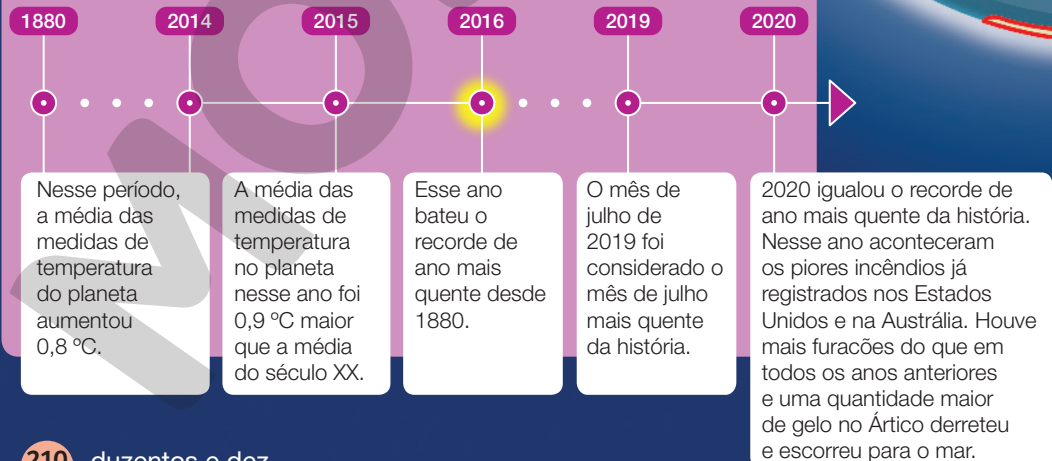 1880
2014
2015
2016
2019
2020
Nesse período,
a média das
medidas de
temperatura
do planeta
aumentou
0,8 ºC.
A média das
medidas de
temperatura
no planeta
nesse ano foi
0,9 ºC maior
que a média
do século XX.
Esse ano
bateu o
recorde de
ano mais
quente desde
1880.
O mês de
julho de
2019 foi
considerado o
mês de julho
mais quente
da história.
2020 igualou o recorde de
ano mais quente da história.
Nesse ano aconteceram
os piores incêndios já
registrados nos Estados
Unidos e na Austrália. Houve
mais furacões do que em
todos os anos anteriores
e uma quantidade maior
de gelo no Ártico derreteu
e escorreu para o mar.
210 duzentos e dez